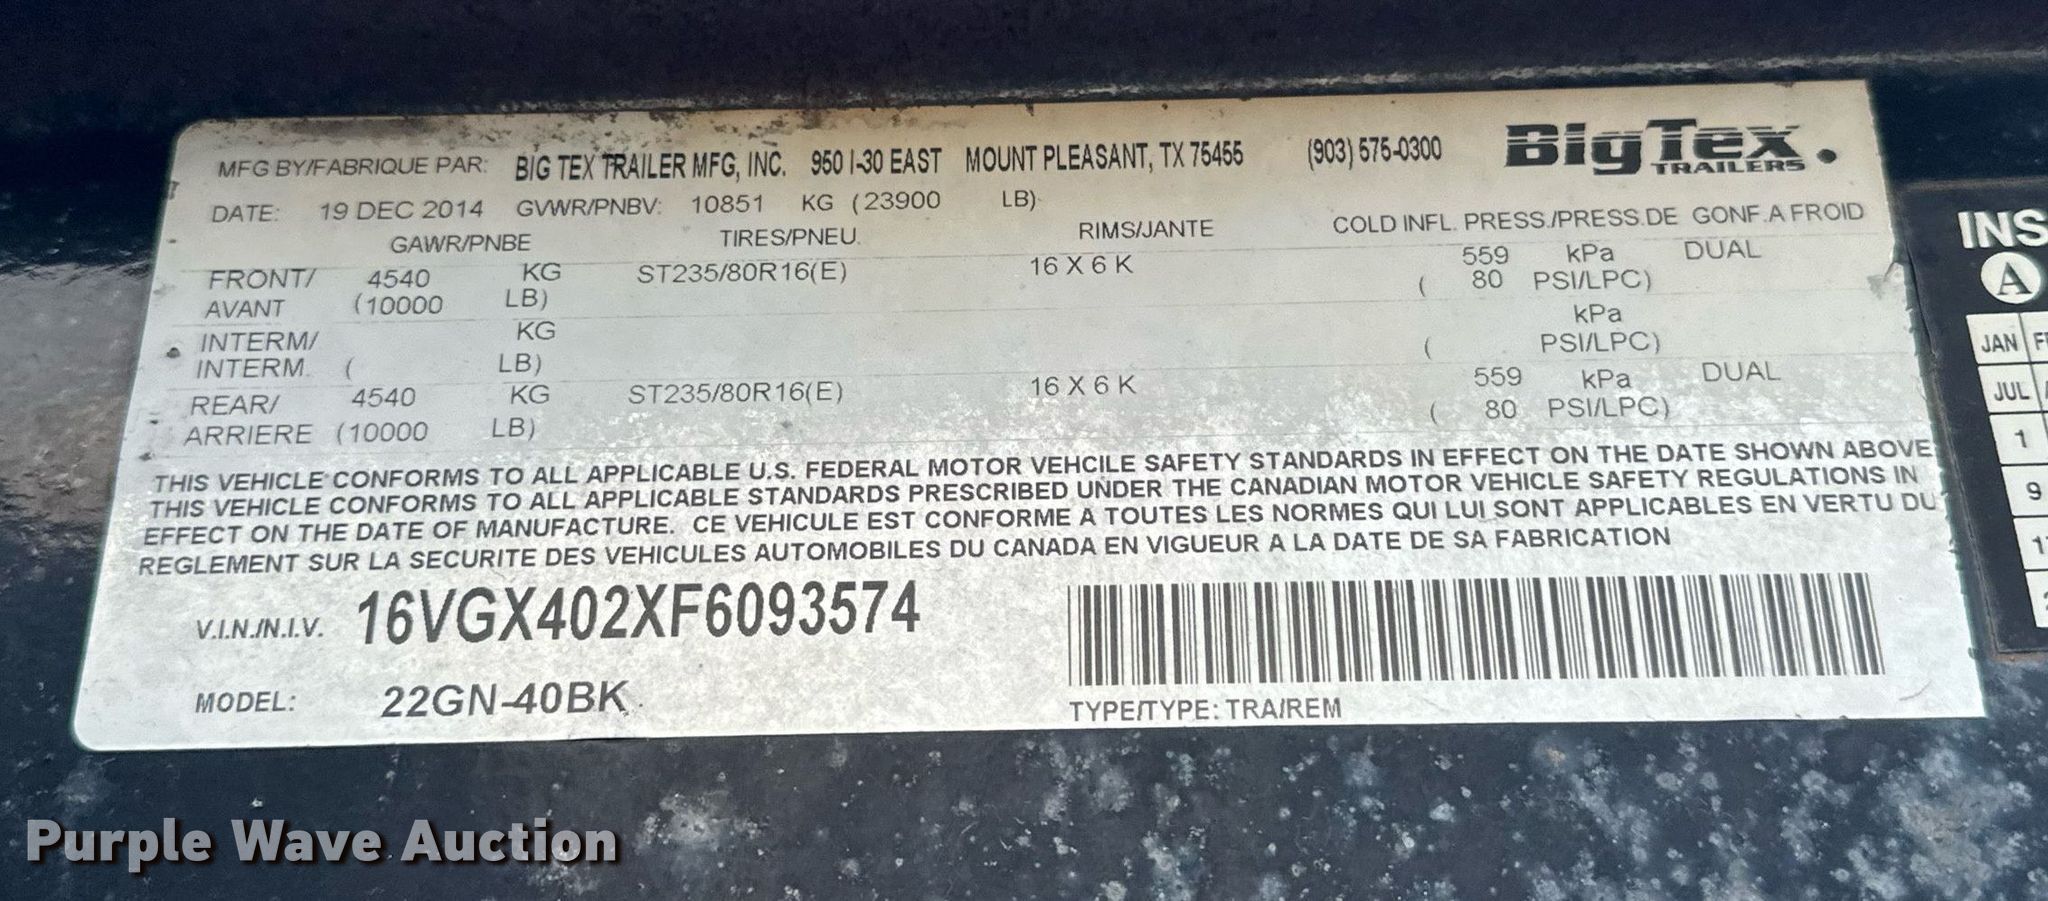 MFG BY/FABRIQUE PAR: BIG TEX TRAILER MFG, INC. 950 I-30 EAST MOUNT PLEASANT, TX 75455 (903) 575-0300 BigTex TRAILERS
DATE: 19 DEC 2014 GVWR/PNBV: 10851 KG (23900 LB)
GAWR/PNBE TIRES/PNEU. RIMS/JANTE COLD INFL. PRESS./PRESS.DE GONF.A FROID
FRONT/ 4540 KG ST235/80R16(E) 16 X 6 K 559 kPa DUAL
AVANT (10000 LB) ( 80 PSI/LPC)
INTERM/ KG kPa
INTERM. ( LB) ( PSI/LPC)
REAR/ 4540 KG ST235/80R16(E) 16 X 6 K 559 kPa DUAL
ARRIERE (10000 LB) ( 80 PSI/LPC)
THIS VEHICLE CONFORMS TO ALL APPLICABLE U.S. FEDERAL MOTOR VEHCILE SAFETY STANDARDS IN EFFECT ON THE DATE SHOWN ABOVE
THIS VEHICLE CONFORMS TO ALL APPLICABLE STANDARDS PRESCRIBED UNDER THE CANADIAN MOTOR VEHICLE SAFETY REGULATIONS IN
EFFECT ON THE DATE OF MANUFACTURE. CE VEHICULE EST CONFORME A TOUTES LES NORMES QUI LUI SONT APPLICABLES EN VERTU DU
REGLEMENT SUR LA SECURITE DES VEHICULES AUTOMOBILES DU CANADA EN VIGUEUR A LA DATE DE SA FABRICATION
V.I.N./N.I.V. 16VGX402XF6093574
MODEL: 22GN-40BK
TYPE/TYPE: TRA/REM
INS
A
JAN
JUL
1
9
Purple Wave Auction